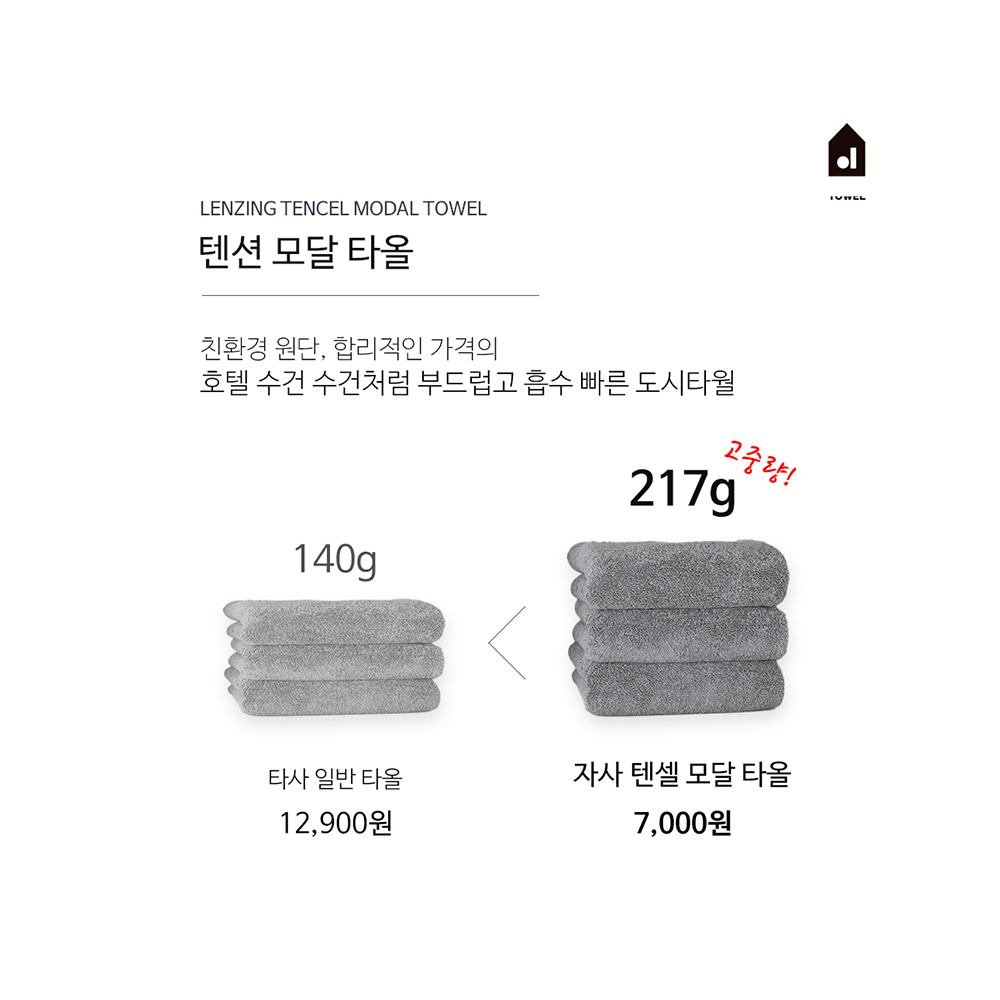 LENZING TENCEL MODAL TOWEL
텐션 모달 타올
친환경 원단, 합리적인 가격의
호텔 수건 수건처럼 부드럽고 흡수 빠른 도시타월
고중량!
217g
140g
타사 일반 타올
12,900원
자사 텐셀 모달 타올
7,000원